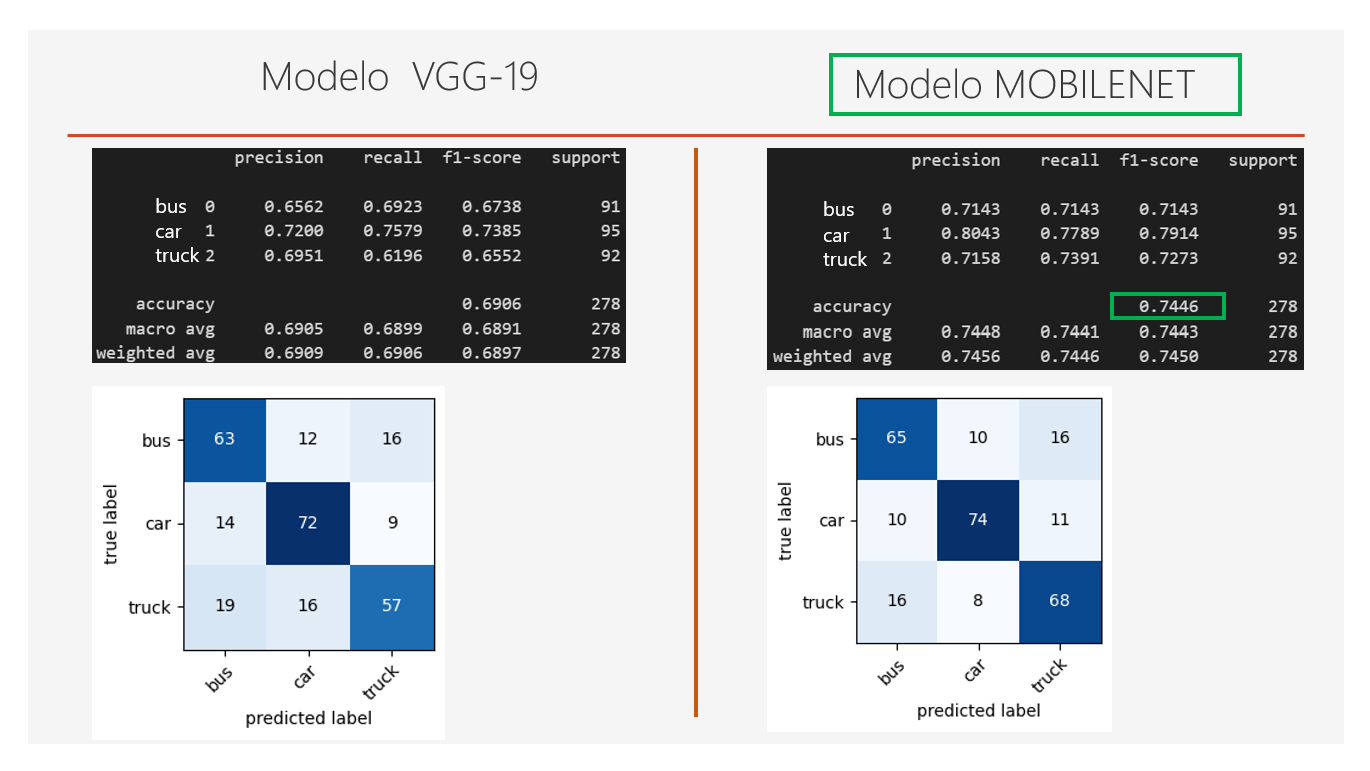 Modelo VGG-19
precision recall f1-score support
bus 0 0.6562 0.6923 0.6738 91
car 1 0.7200 0.7579 0.7385 95
truck 2 0.6951 0.6196 0.6552 92
accuracy 0.6906 278
macro avg 0.6905 0.6899 0.6891 278
weighted avg 0.6909 0.6906 0.6897 278
true label
bus 63 12 16
car 14 72 9
truck 19 16 57
bus car truck
predicted label
Modelo MOBILENET
precision recall f1-score support
bus 0 0.7143 0.7143 0.7143 91
car 1 0.8043 0.7789 0.7914 95
truck 2 0.7158 0.7391 0.7273 92
accuracy 0.7446 278
macro avg 0.7448 0.7441 0.7443 278
weighted avg 0.7456 0.7446 0.7450 278
true label
bus 65 10 16
car 10 74 11
truck 16 8 68
bus car truck
predicted label